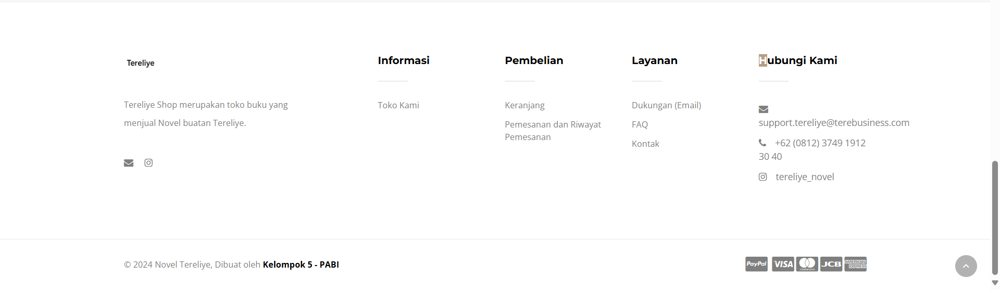 Tereliye
Tereliye Shop merupakan toko buku yang
menjual Novel buatan Tereliye.
Informasi
Toko Kami
Pembelian
Keranjang
Pemesanan dan Riwayat
Pemesanan
Layanan
Dukungan (Email)
FAQ
Kontak
Hubungi Kami
support.tereliye@terebusiness.com
+62 (0812) 3749 1912
30 40
tereliye_novel
© 2024 Novel Tereliye, Dibuat oleh Kelompok 5 - PABI
PayPal VISA mastercard JCB AMERICAN EXPRESS